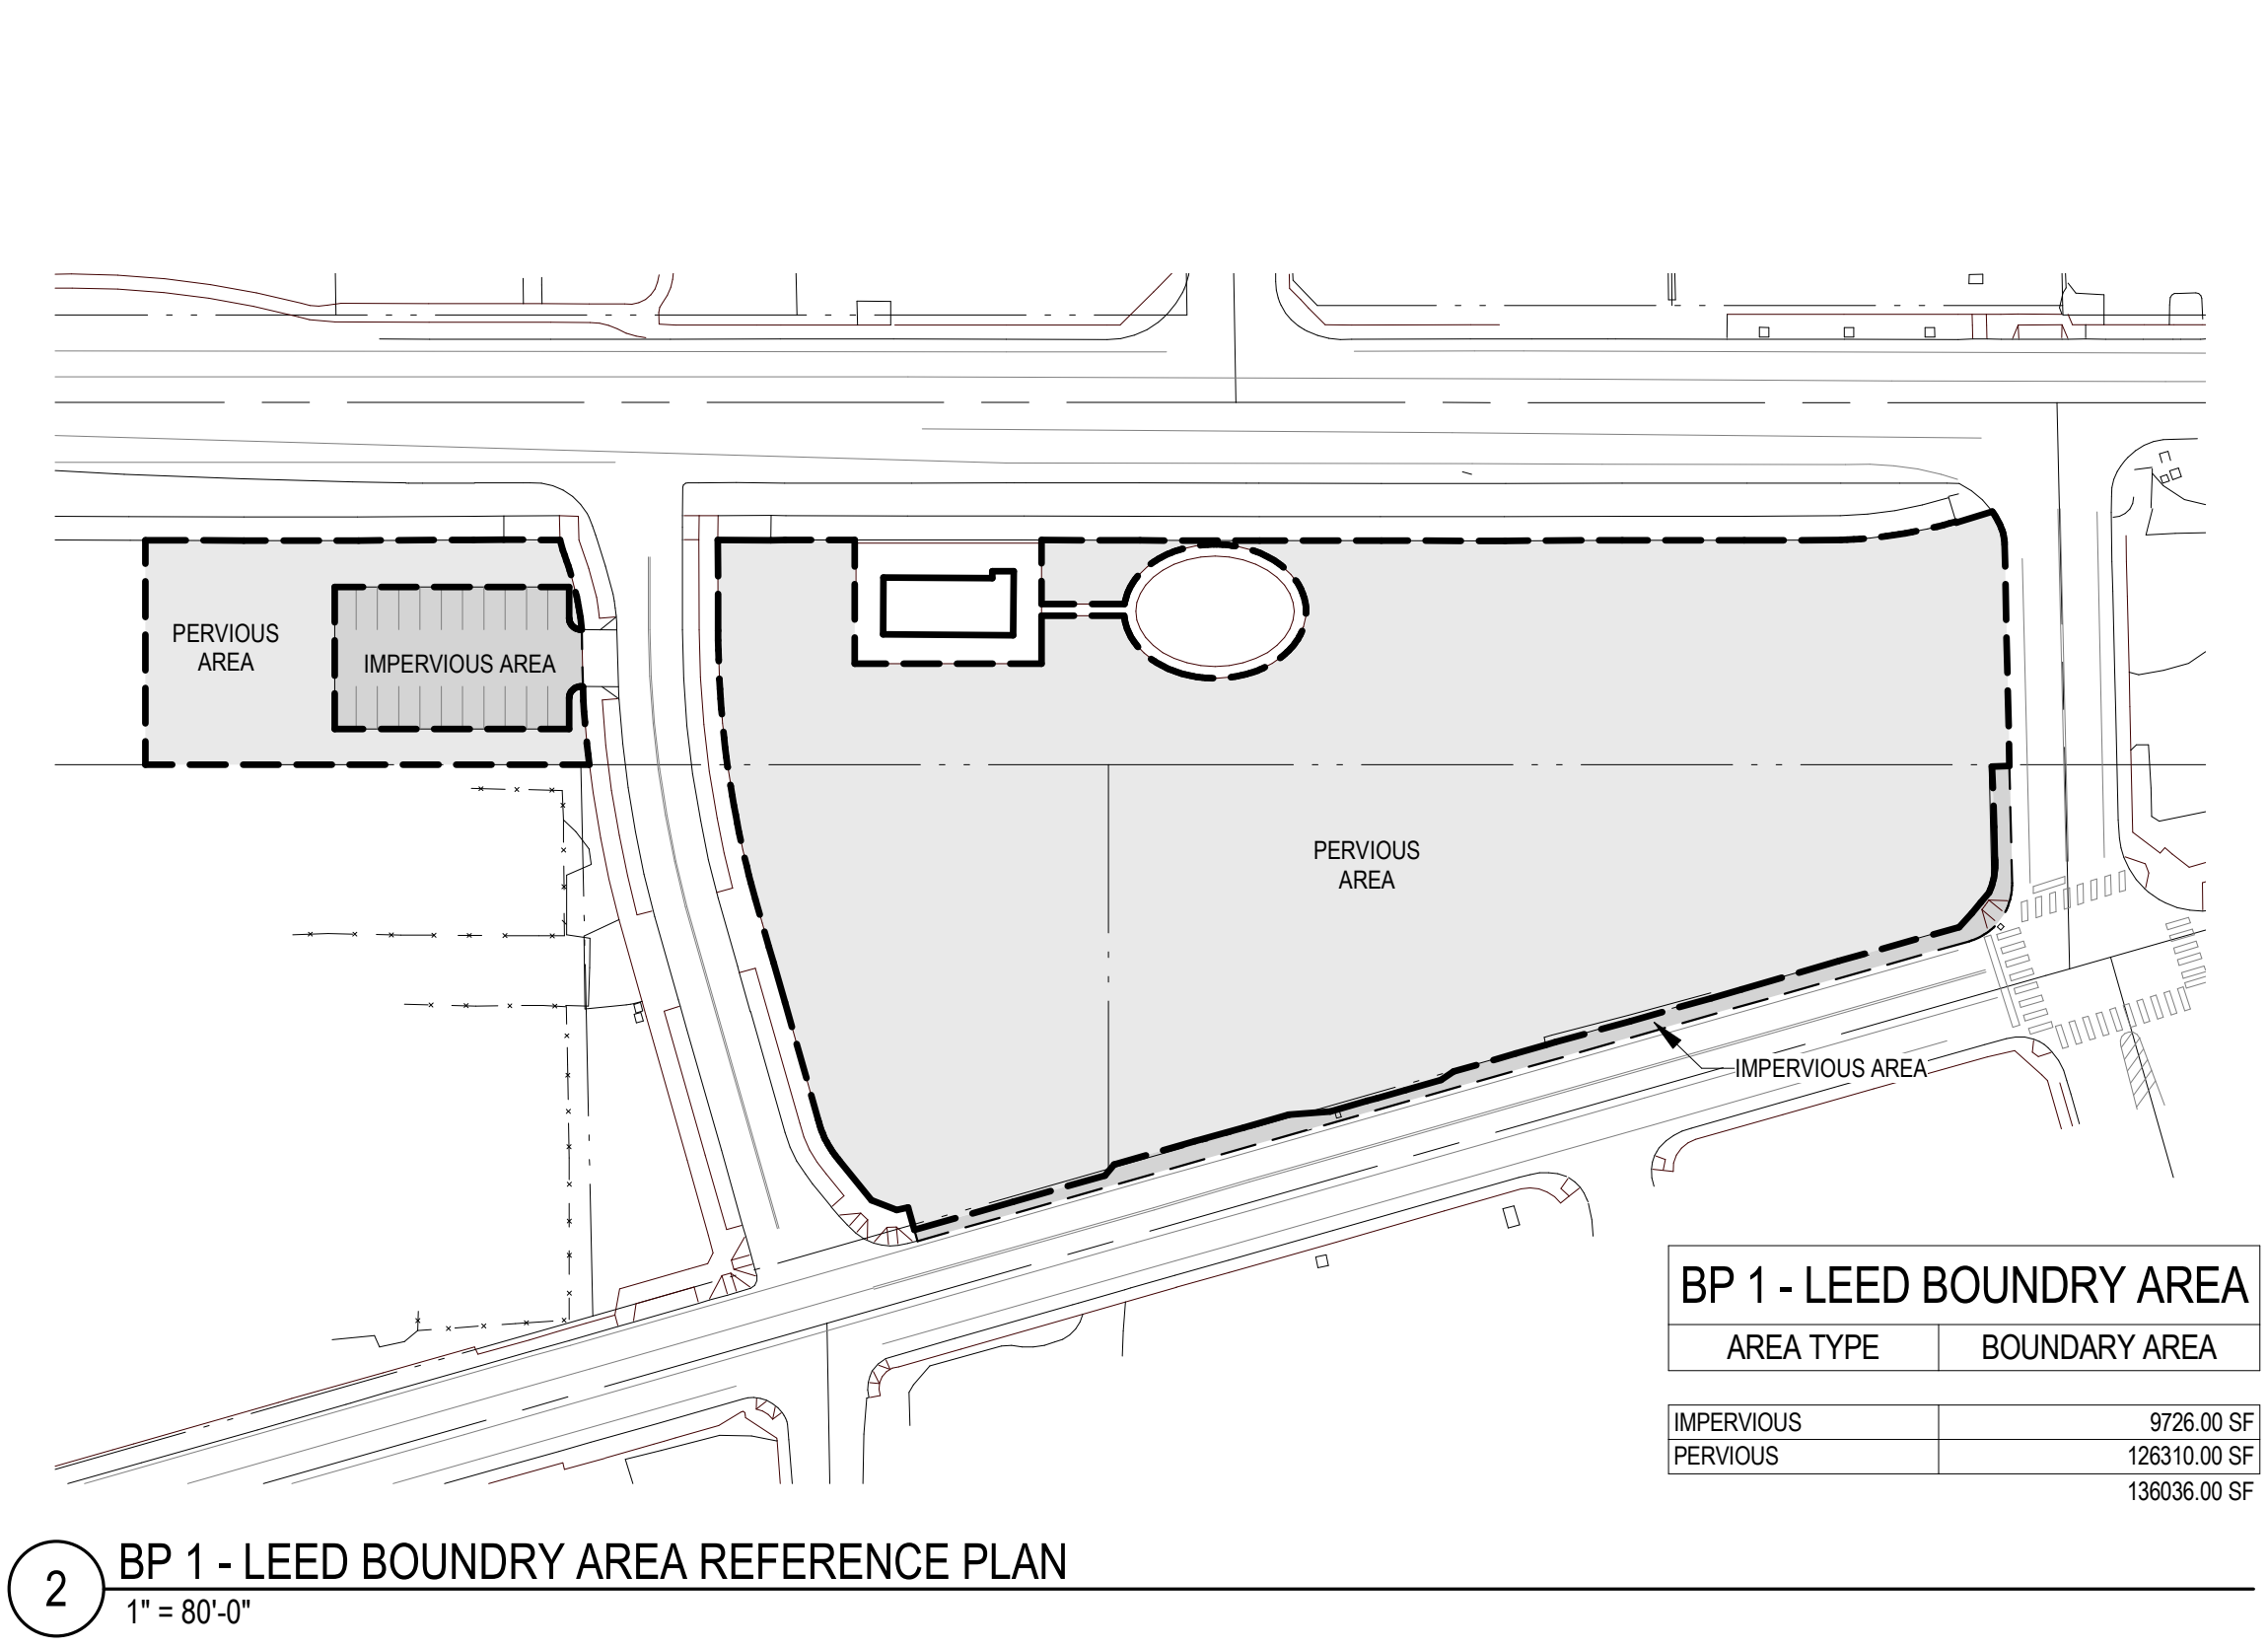 PERVIOUS
AREA
IMPERVIOUS AREA
PERVIOUS
AREA
IMPERVIOUS AREA
BP 1 - LEED BOUNDRY AREA
AREA TYPE BOUNDARY AREA
IMPERVIOUS 9726.00 SF
PERVIOUS 126310.00 SF
136036.00 SF
2 BP 1 - LEED BOUNDRY AREA REFERENCE PLAN
1" = 80'-0"